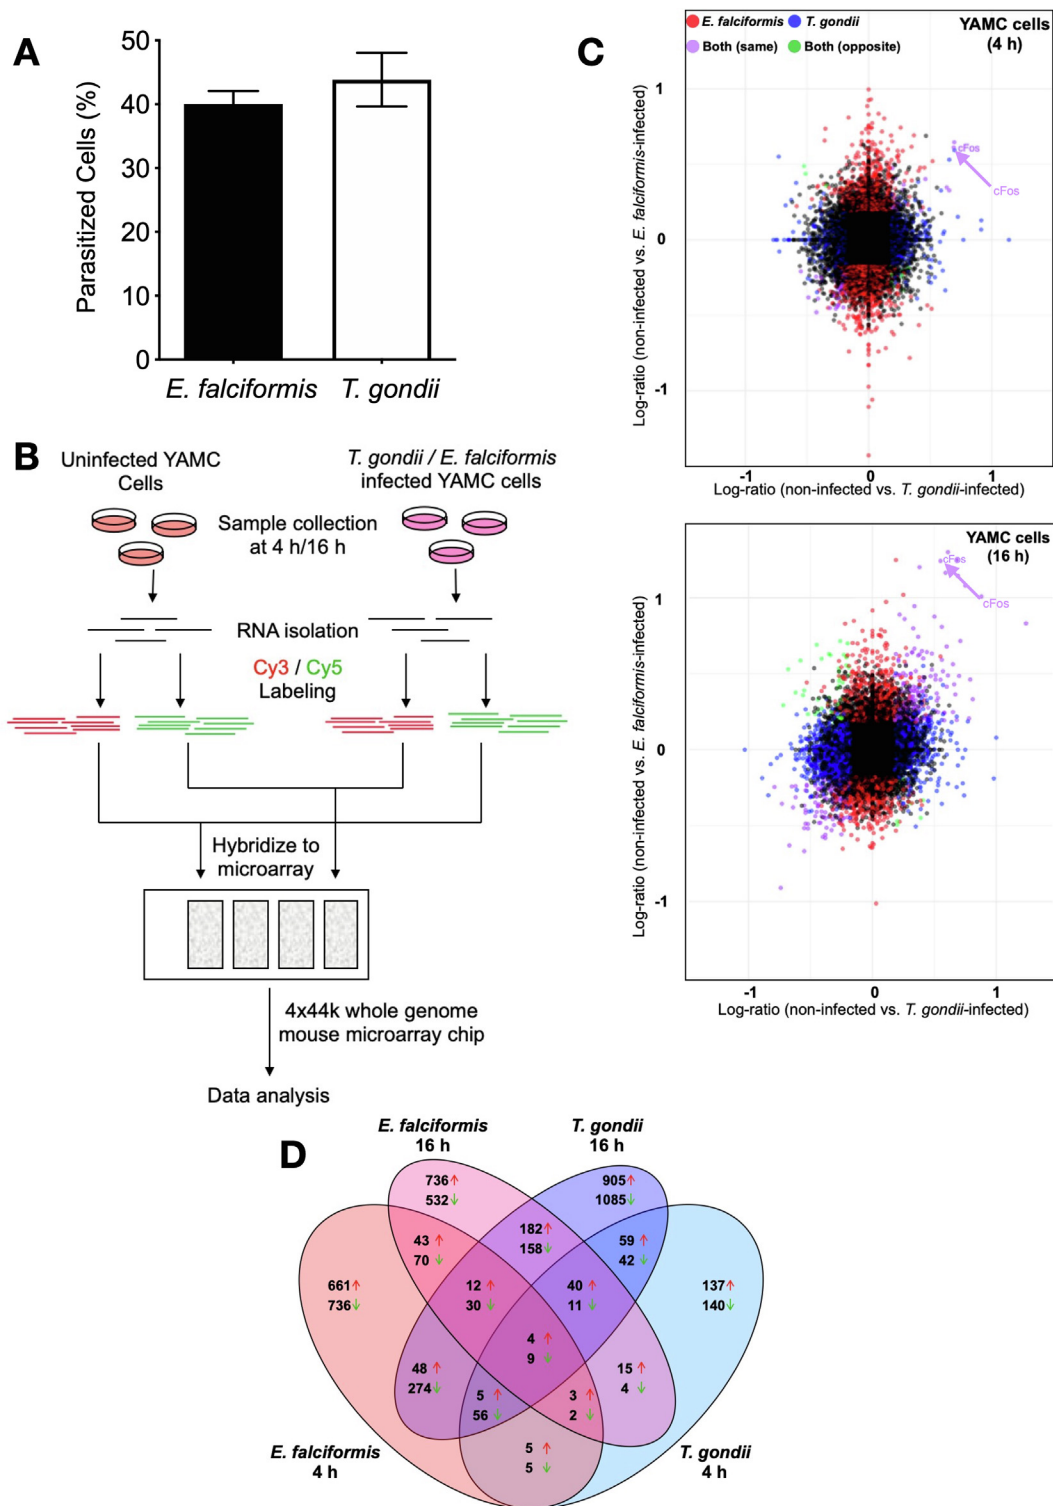 A
50
40
30
20
10
0
Parasitized Cells (%)
E. falciformis
T. gondii
B
Uninfected YAMC
Cells
T. gondii / E. falciformis
infected YAMC cells
Sample collection
at 4 h/16 h
RNA isolation
Cy3 / Cy5
Labeling
Hybridize to
microarray
4x44k whole genome
mouse microarray chip
Data analysis
C
E. falciformis
T. gondii
Both (same)
Both (opposite)
YAMC cells
(4 h)
cFos
cFos
1
0
-1
Log-ratio (non-infected vs. E. falciformis-infected)
-1
0
1
Log-ratio (non-infected vs. T. gondii-infected)
YAMC cells
(16 h)
cFos
cFos
1
0
-1
Log-ratio (non-infected vs. E. falciformis-infected)
-1
0
1
Log-ratio (non-infected vs. T. gondii-infected)
D
E. falciformis
16 h
T. gondii
16 h
736↑
532↓
905↑
1085↓
182↑
158↓
43↑
70↓
59↑
42↓
661↑
736↓
12↑
30↓
40↑
11↓
137↑
140↓
4↑
9↓
48↑
274↓
15↑
4↓
5↑
56↓
3↑
2↓
5↑
5↓
E. falciformis
4 h
T. gondii
4 h